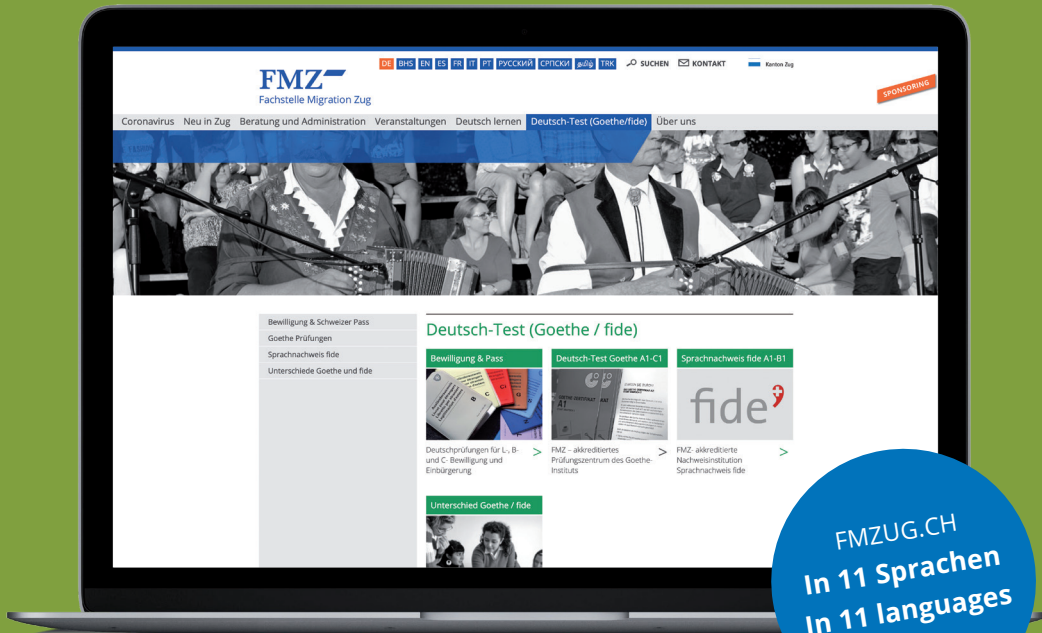 DE BHS EN ES FR IT PT РУССКИЙ СРПСКИ தமிழ் TRK SUCHEN KONTAKT Kanton Zug
FMZ
Fachstelle Migration Zug
SPONSORING
Coronavirus Neu in Zug Beratung und Administration Veranstaltungen Deutsch lernen Deutsch-Test (Goethe/fide) Über uns
Bewilligung & Schweizer Pass
Goethe Prüfungen
Sprachnachweis fide
Unterschiede Goethe und fide
Deutsch-Test (Goethe / fide)
Bewilligung & Pass
Deutschprüfungen für L-, B-
und C- Bewilligung und
Einbürgerung
Deutsch-Test Goethe A1-C1
A1
FMZ – akkreditiertes
Prüfungszentrum des Goethe-
Instituts
Sprachnachweis fide A1-B1
fide
FMZ- akkreditierte
Nachweisinstitution
Sprachnachweis fide
Unterschied Goethe / fide
FMZUG.CH
In 11 Sprachen
In 11 languages